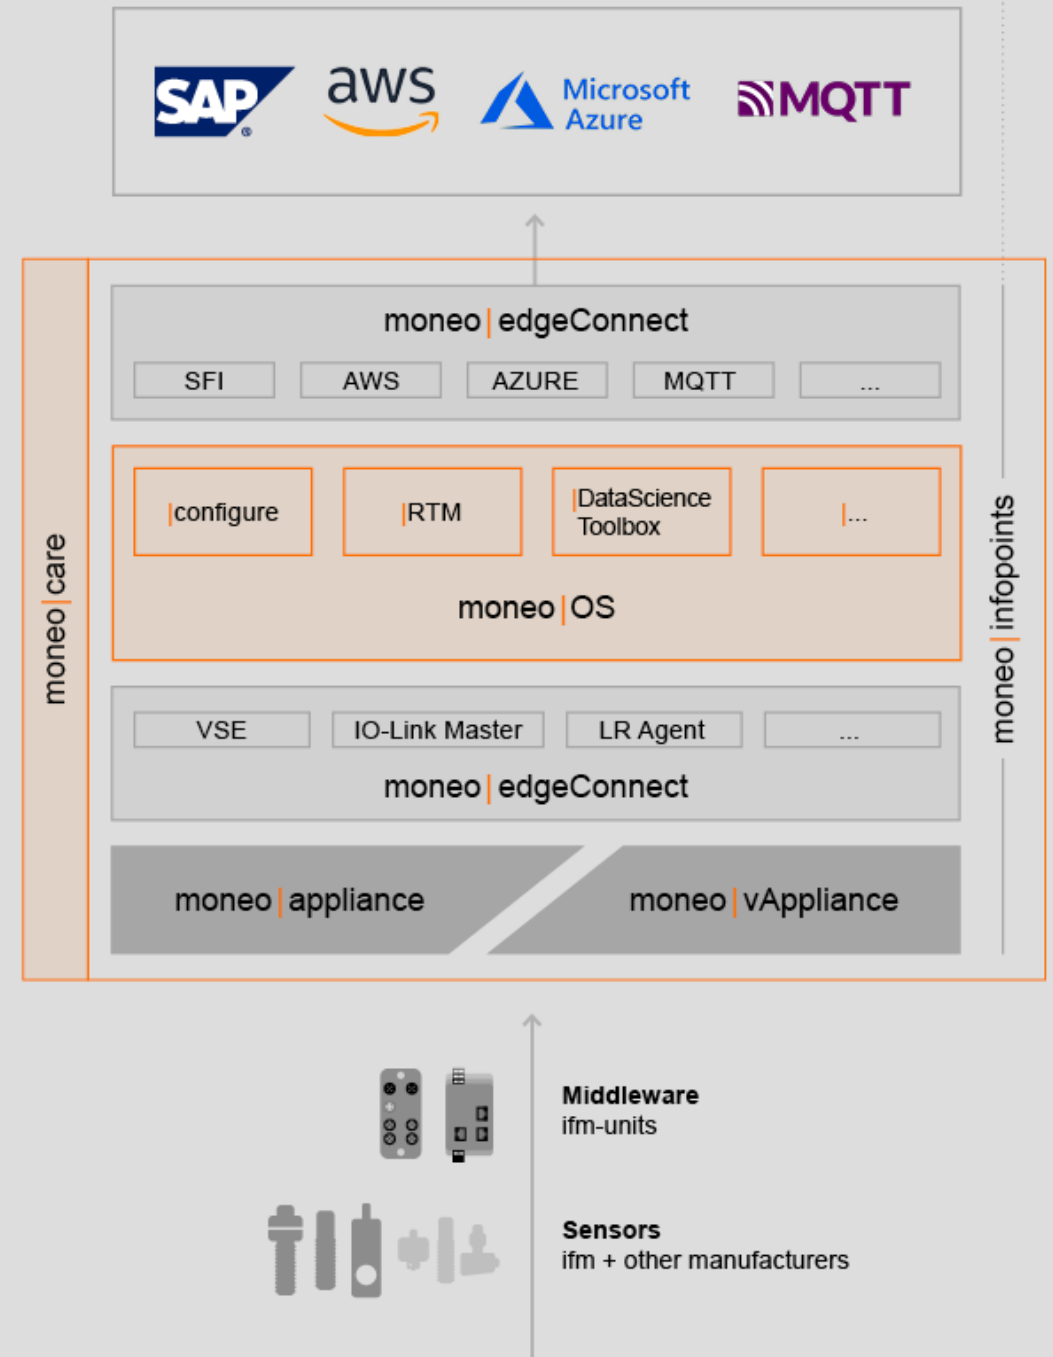 SAP
aws
Microsoft
Azure
MQTT
moneo|edgeConnect
SFI
AWS
AZURE
MQTT
...
|configure
|RTM
|DataScience
Toolbox
|...
moneo|OS
moneo|care
moneo|infopoints
VSE
IO-Link Master
LR Agent
...
moneo|edgeConnect
moneo|appliance
moneo|vAppliance
Middleware
ifm-units
Sensors
ifm + other manufacturers